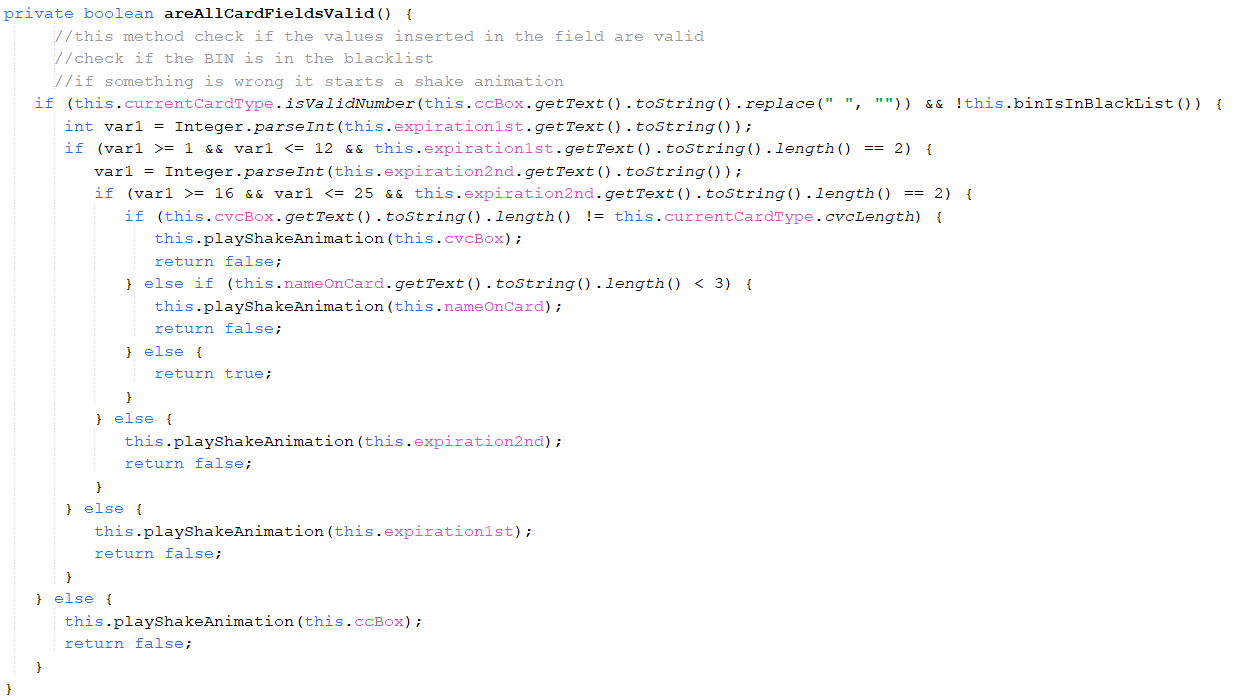 private boolean areAllCardFieldsValid() {
//this method check if the values inserted in the field are valid
//check if the BIN is in the blacklist
//if something is wrong it starts a shake animation
if (this.currentCardType.isValidNumber(this.ccBox.getText().toString().replace(" ", "")) && !this.binIsInBlackList()) {
int var1 = Integer.parseInt(this.expiration1st.getText().toString());
if (var1 >= 1 && var1 <= 12 && this.expiration1st.getText().toString().length() == 2) {
var1 = Integer.parseInt(this.expiration2nd.getText().toString());
if (var1 >= 16 && var1 <= 25 && this.expiration2nd.getText().toString().length() == 2) {
if (this.cvcBox.getText().toString().length() != this.currentCardType.cvcLength) {
this.playShakeAnimation(this.cvcBox);
return false;
} else if (this.nameOnCard.getText().toString().length() < 3) {
this.playShakeAnimation(this.nameOnCard);
return false;
} else {
return true;
}
} else {
this.playShakeAnimation(this.expiration2nd);
return false;
}
} else {
this.playShakeAnimation(this.expiration1st);
return false;
}
} else {
this.playShakeAnimation(this.ccBox);
return false;
}
}